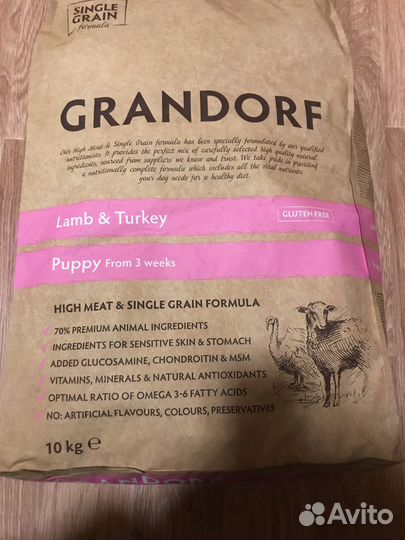 SINGLE
GRAIN
formula
GRANDORF
Our High Meat & Single Grain formula has been specially formulated by our qualified
nutritionists. It provides the perfect mix of carefully selected high quality natural
ingredients, sourced from suppliers we know and trust. We take pride in providing
a nutritionally complete formula which includes all the vital nutrients
your dog needs for a healthy diet.
Lamb & Turkey
GLUTEN FREE
Puppy From 3 weeks
HIGH MEAT & SINGLE GRAIN FORMULA
70% PREMIUM ANIMAL INGREDIENTS
INGREDIENTS FOR SENSITIVE SKIN & STOMACH
ADDED GLUCOSAMINE, CHONDROITIN & MSM
VITAMINS, MINERALS & NATURAL ANTIOXIDANTS
OPTIMAL RATIO OF OMEGA 3-6 FATTY ACIDS
NO: ARTIFICIAL FLAVOURS, COLOURS, PRESERVATIVES
10 kg ℮
GRANDORF
Avito